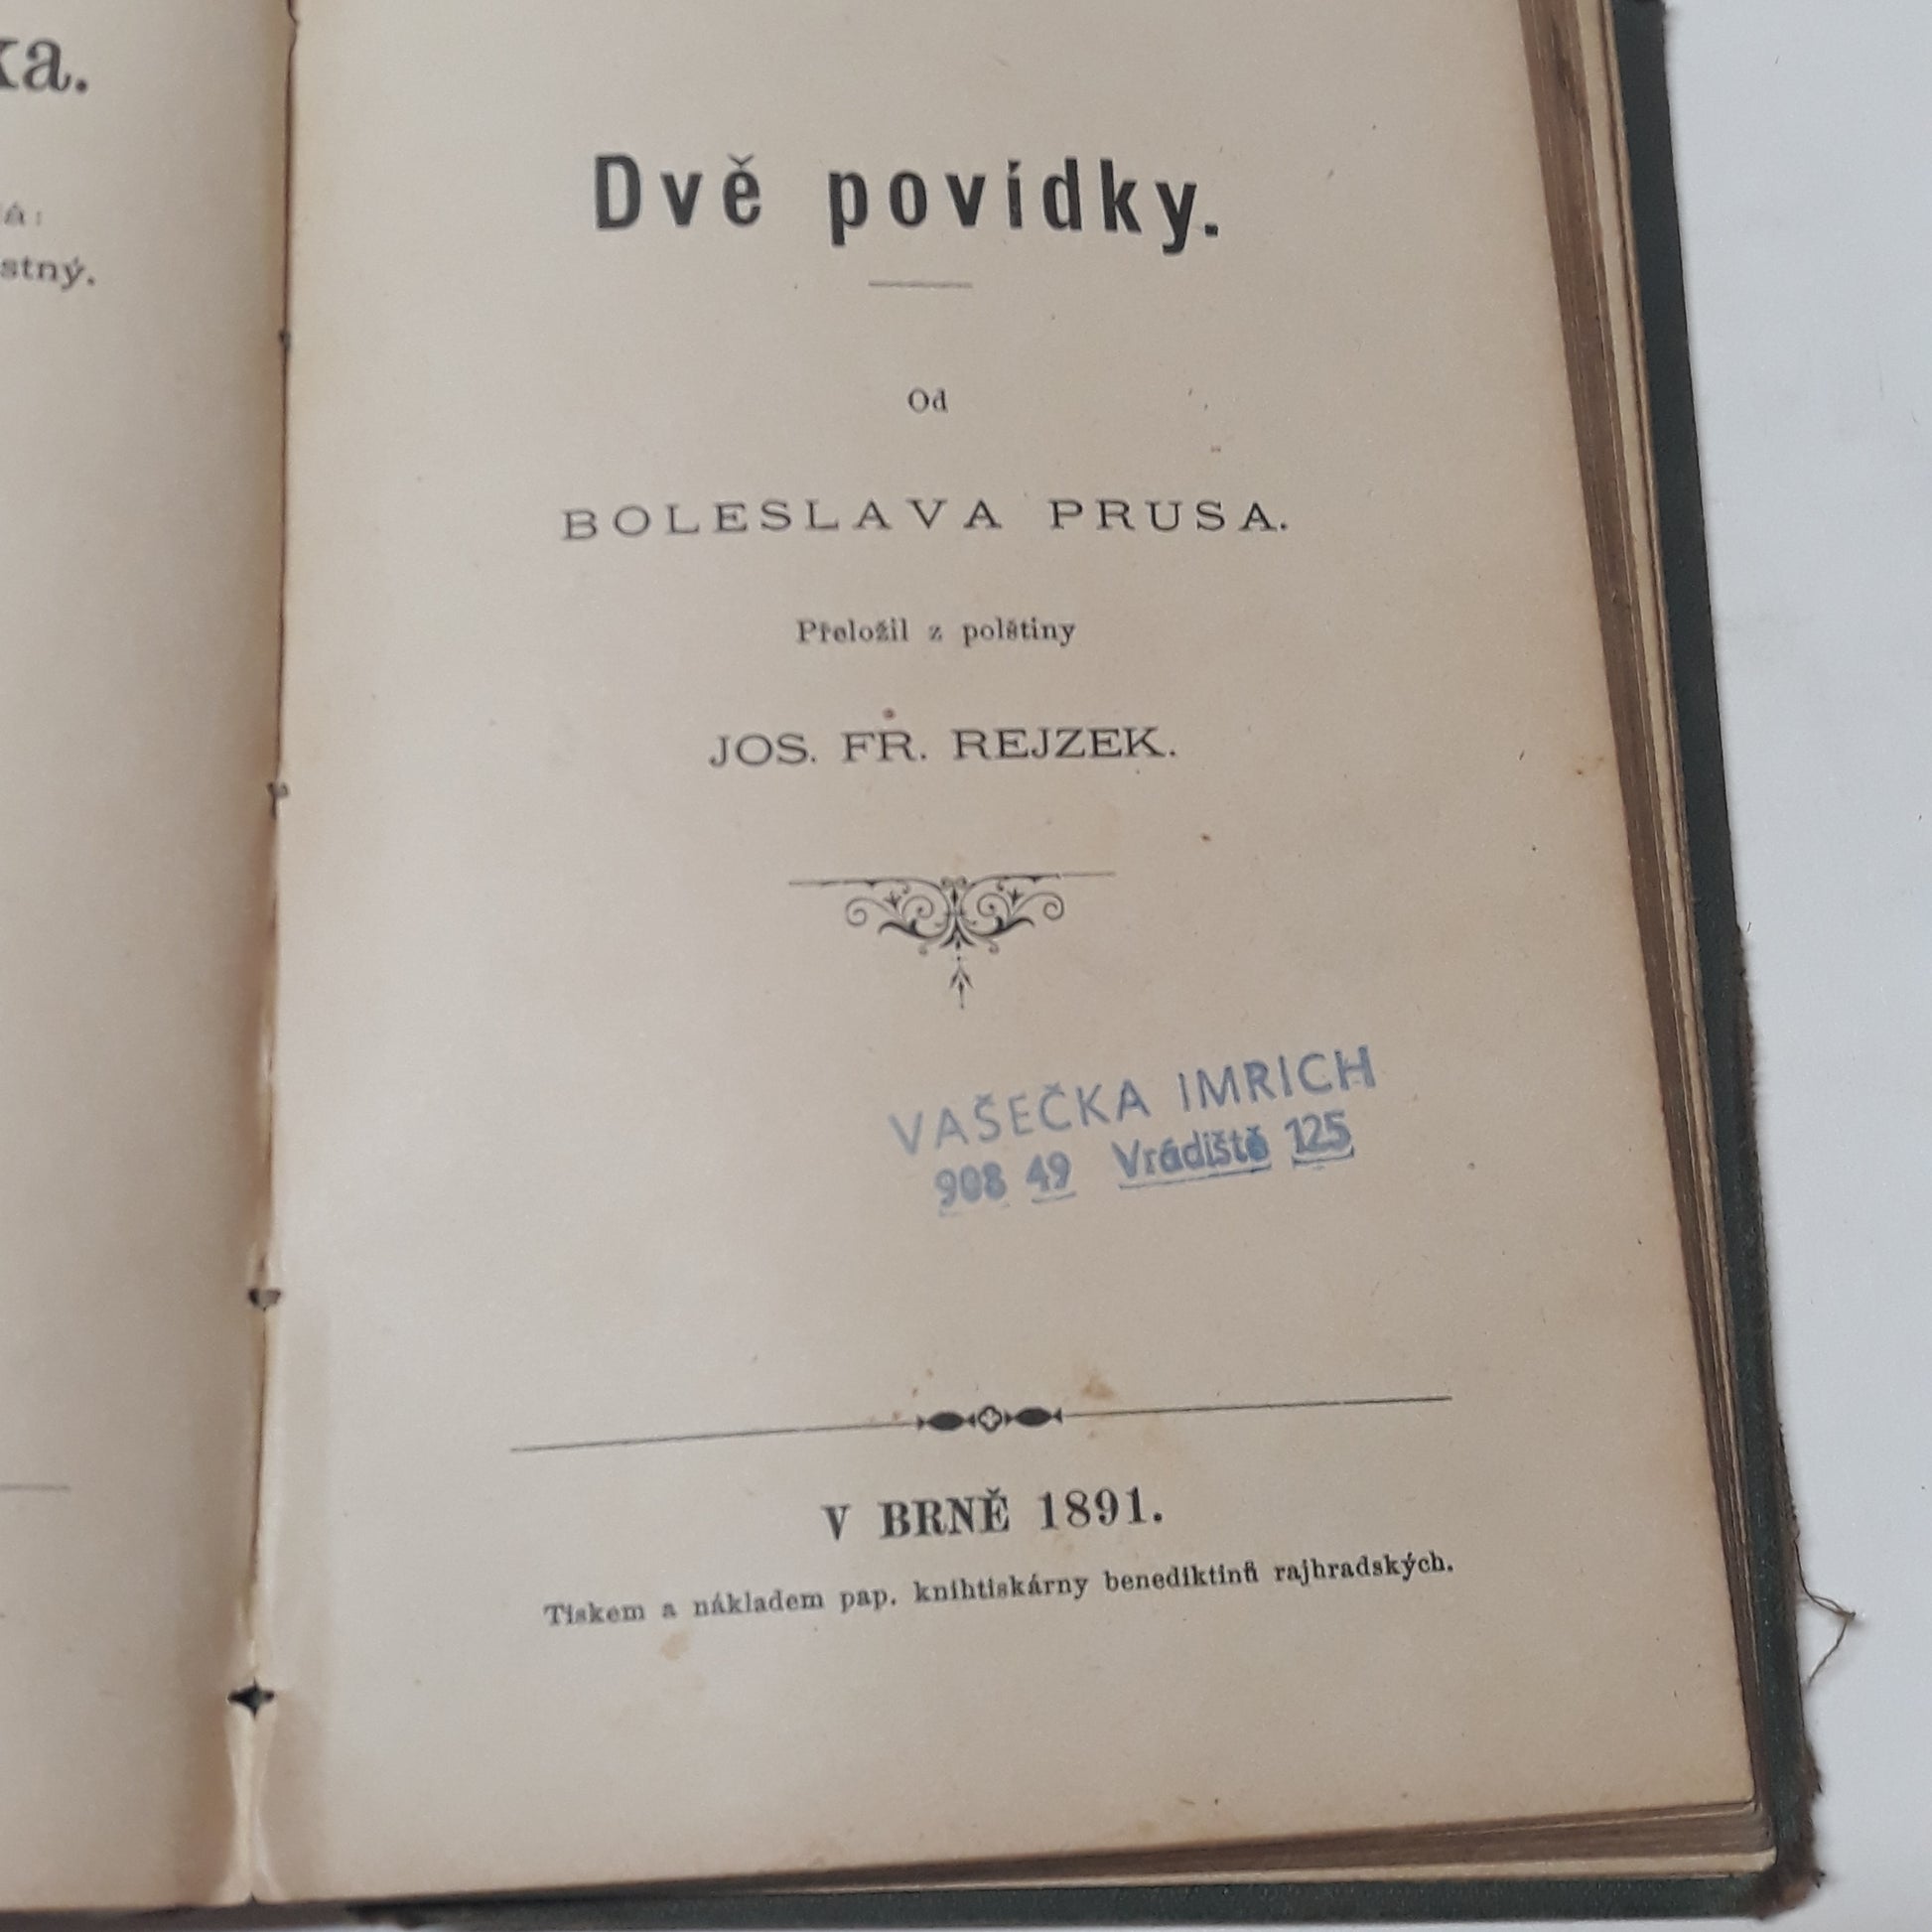 ka.
á:
stný.
Dvě povídky.
Od
BOLESLAVA PRUSA.
Přeložil z polštiny
JOS. FR. REJZEK.
VAŠEČKA IMRICH
908 49 Vrádiště 125
V BRNĚ 1891.
Tiskem a nákladem pap. knihtiskárny benediktinů rajhradských.